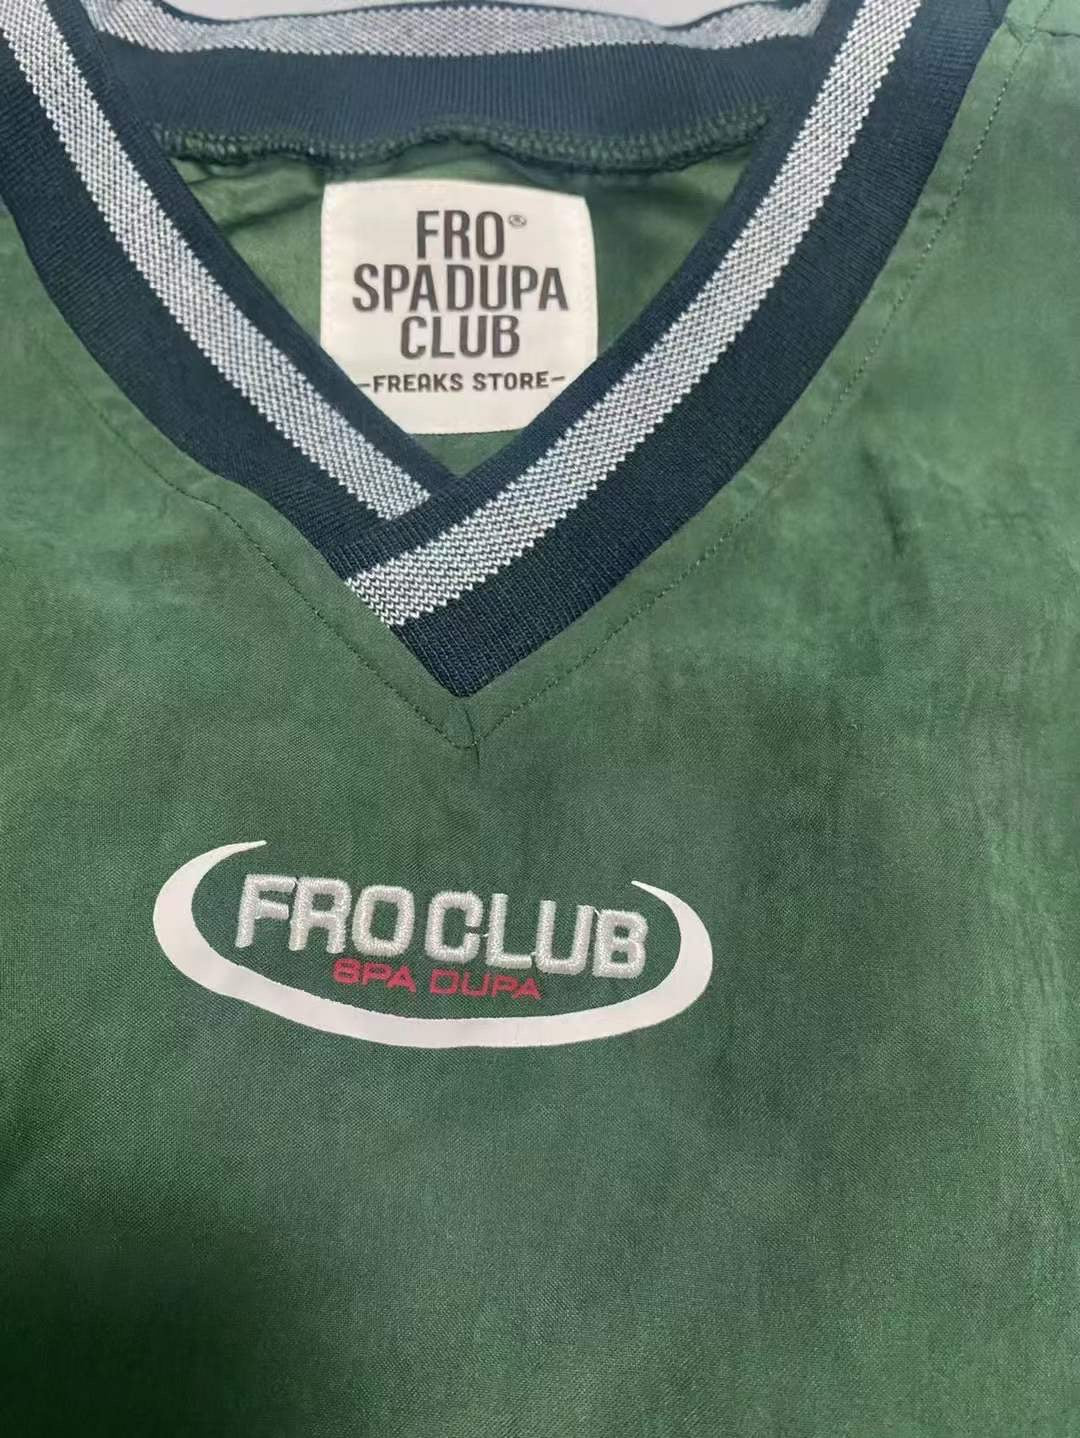 FRO®
SPA DUPA
CLUB
-FREAKS STORE-
FRO CLUB
SPA DUPA